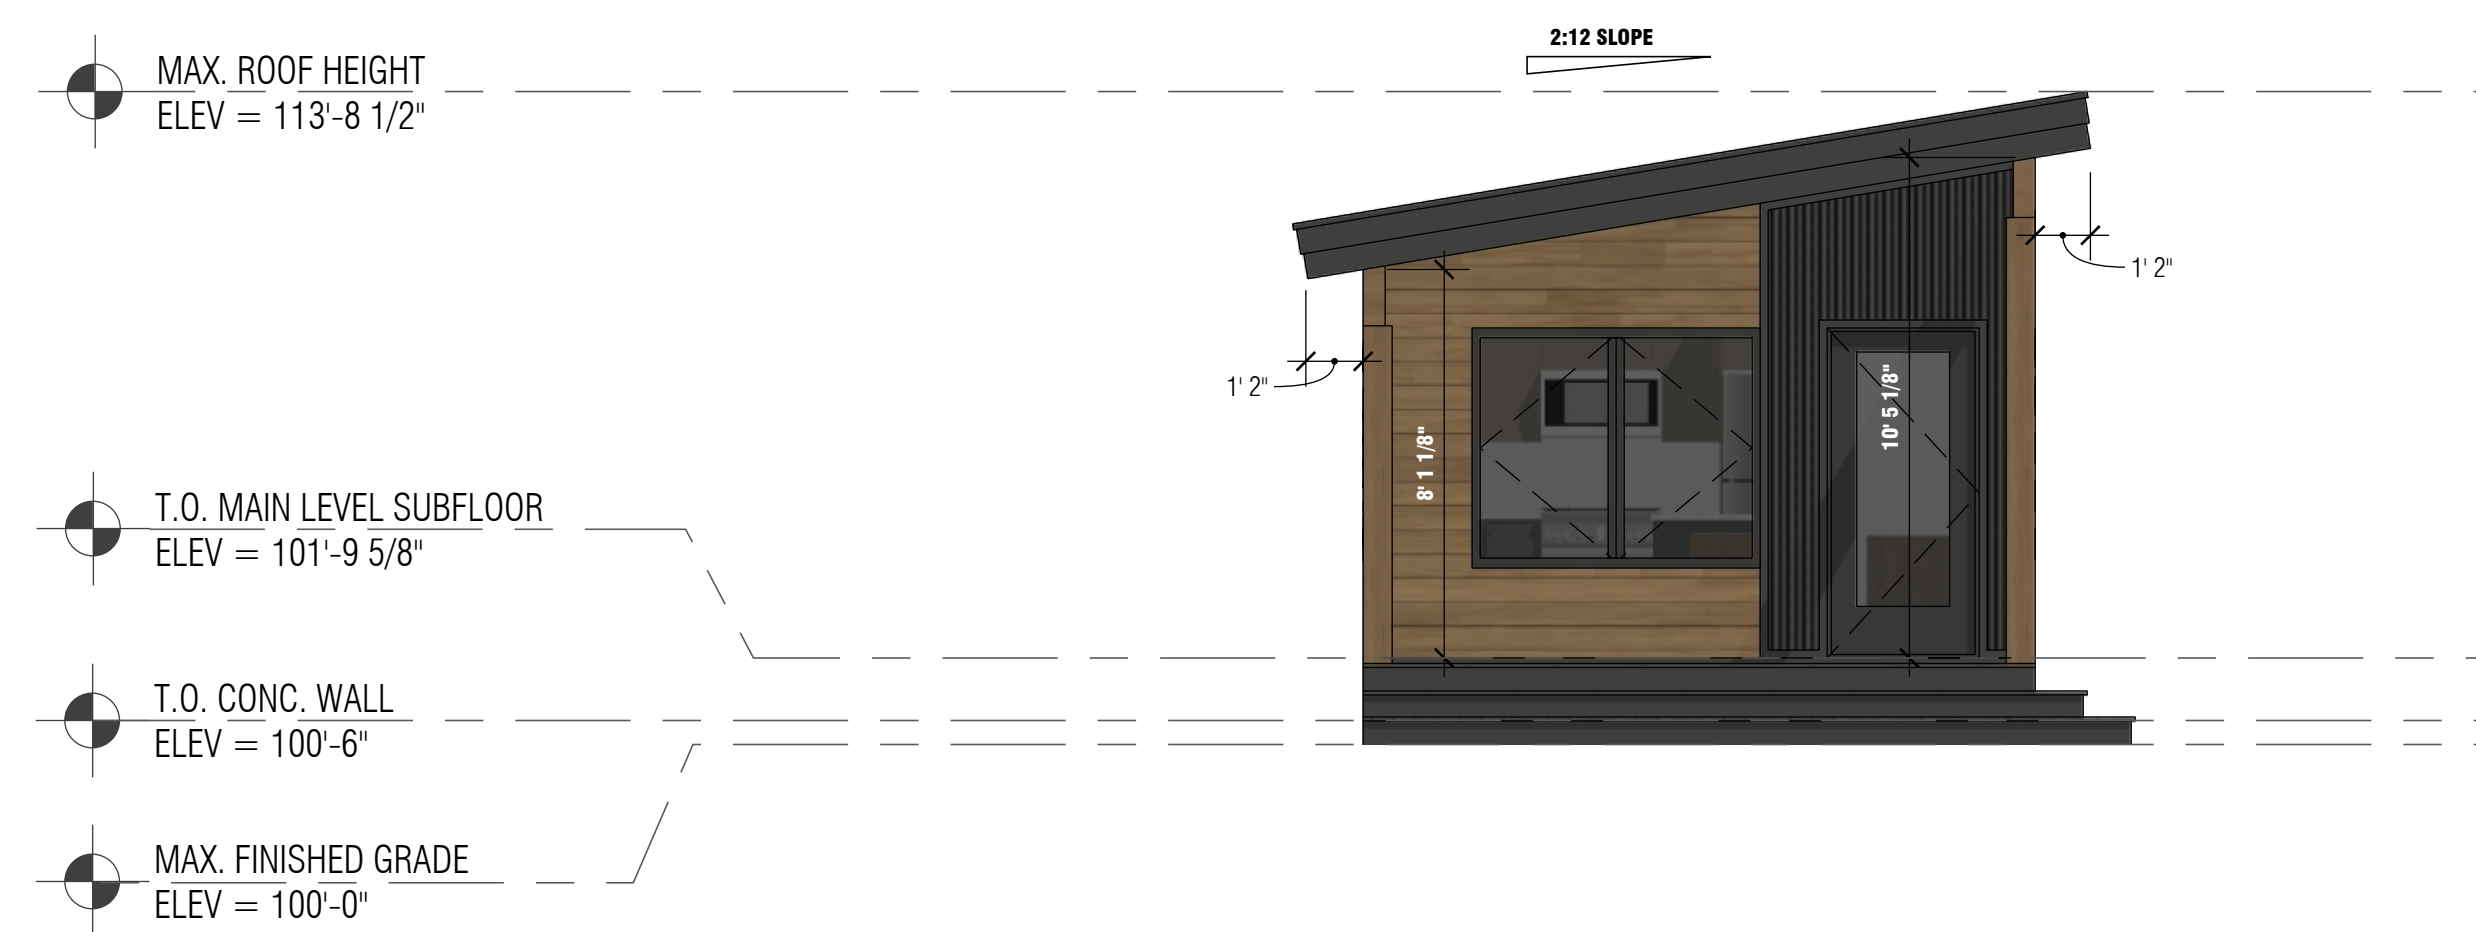 2:12 SLOPE
MAX. ROOF HEIGHT
ELEV = 113'-8 1/2"
1' 2"
1' 2"
8' 1 1/8"
10' 5 1/8"
T.O. MAIN LEVEL SUBFLOOR
ELEV = 101'-9 5/8"
T.O. CONC. WALL
ELEV = 100'-6"
MAX. FINISHED GRADE
ELEV = 100'-0"